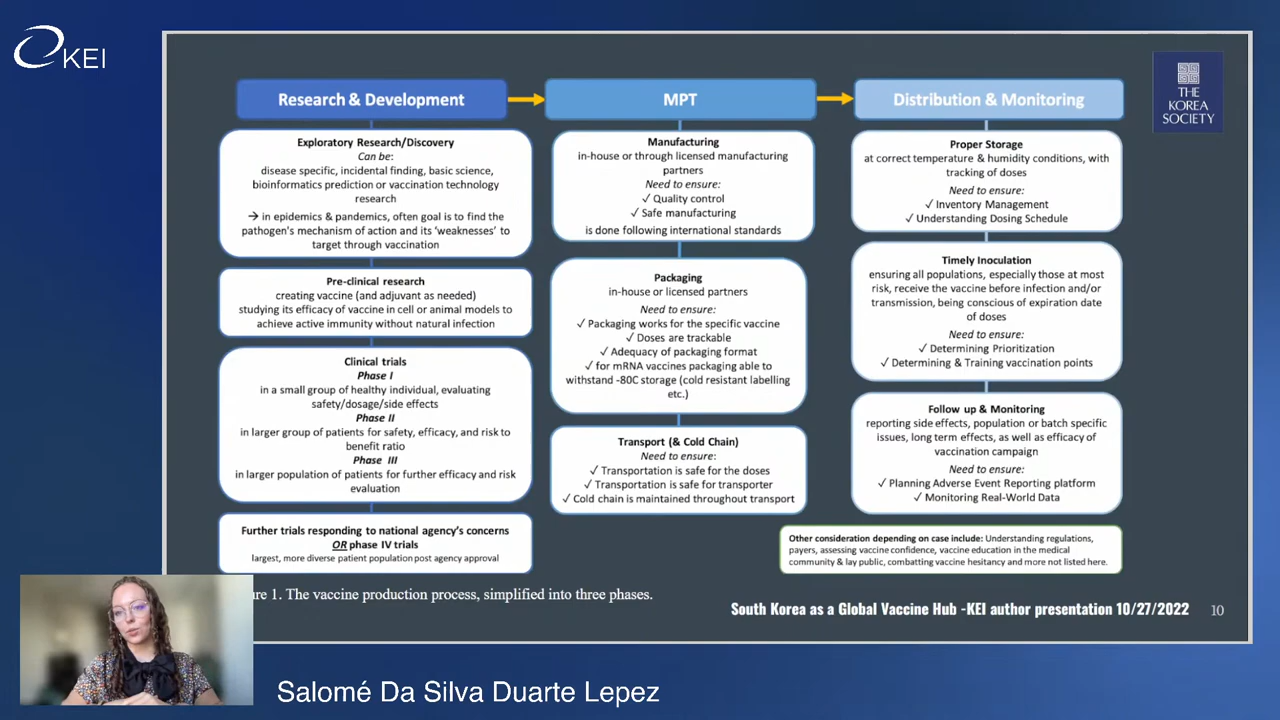 KEI
THE
KOREA
SOCIETY
Research & Development
MPT
Distribution & Monitoring
Exploratory Research/Discovery
Can be:
disease specific, incidental finding, basic science,
bioinformatics prediction or vaccination technology
research
→ in epidemics & pandemics, often goal is to find the
pathogen's mechanism of action and its 'weaknesses' to
target through vaccination
Pre-clinical research
creating vaccine (and adjuvant as needed)
studying its efficacy of vaccine in cell or animal models to
achieve active immunity without natural infection
Clinical trials
Phase I
in a small group of healthy individual, evaluating
safety/dosage/side effects
Phase II
in larger group of patients for safety, efficacy, and risk to
benefit ratio
Phase III
in larger population of patients for further efficacy and risk
evaluation
Further trials responding to national agency's concerns
OR phase IV trials
largest, more diverse patient population post agency approval
Manufacturing
in-house or through licensed manufacturing
partners
Need to ensure:
✓ Quality control
✓ Safe manufacturing
is done following international standards
Packaging
in-house or licensed partners
Need to ensure:
✓ Packaging works for the specific vaccine
✓ Doses are trackable
✓ Adequacy of packaging format
✓ for mRNA vaccines packaging able to
withstand -80C storage (cold resistant labelling
etc.)
Transport (& Cold Chain)
Need to ensure:
✓ Transportation is safe for the doses
✓ Transportation is safe for transporter
✓ Cold chain is maintained throughout transport
Proper Storage
at correct temperature & humidity conditions, with
tracking of doses
Need to ensure:
✓ Inventory Management
✓ Understanding Dosing Schedule
Timely Inoculation
ensuring all populations, especially those at most
risk, receive the vaccine before infection and/or
transmission, being conscious of expiration date
of doses
Need to ensure:
✓ Determining Prioritization
✓ Determining & Training vaccination points
Follow up & Monitoring
reporting side effects, population or batch specific
issues, long term effects, as well as efficacy of
vaccination campaign
Need to ensure:
✓ Planning Adverse Event Reporting platform
✓ Monitoring Real-World Data
Other consideration depending on case include: Understanding regulations,
payers, assessing vaccine confidence, vaccine education in the medical
community & lay public, combatting vaccine hesitancy and more not listed here.
1. The vaccine production process, simplified into three phases.
South Korea as a Global Vaccine Hub -KEI author presentation 10/27/2022
10
Salomé Da Silva Duarte Lepez